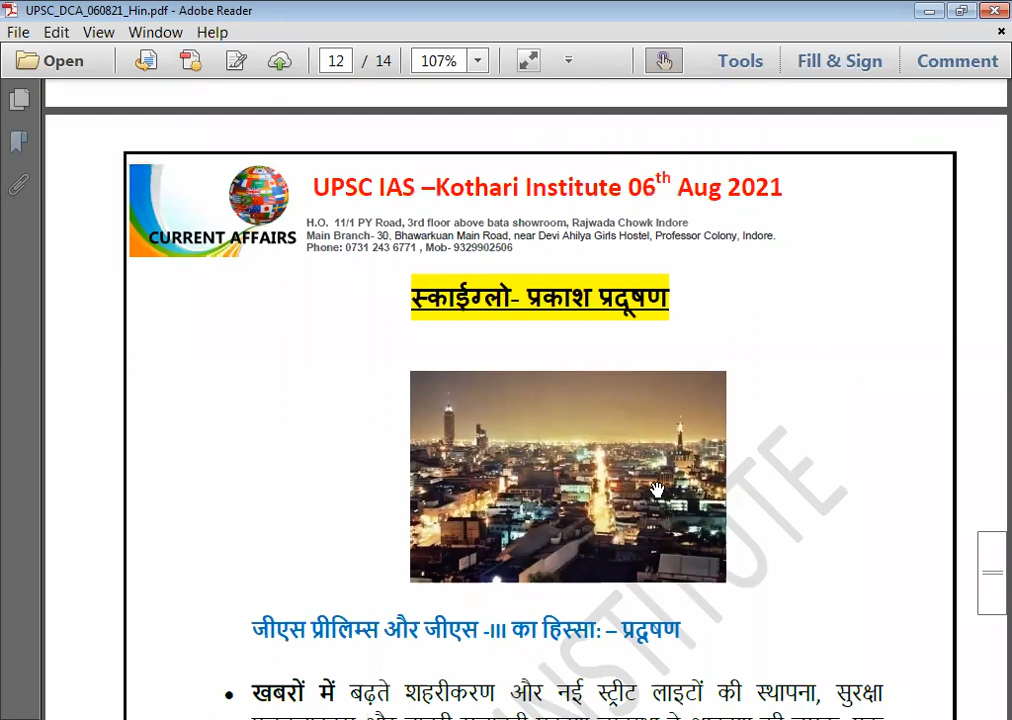 UPSC_DCA_060821_Hin.pdf - Adobe Reader
File Edit View Window Help
Open 12 / 14 107% Tools Fill & Sign Comment
CURRENT AFFAIRS
UPSC IAS –Kothari Institute 06th Aug 2021
H.O. 11/1 PY Road, 3rd floor above bata showroom, Rajwada Chowk Indore
Main Branch- 30, Bhawarkuan Main Road, near Devi Ahilya Girls Hostel, Professor Colony, Indore.
Phone: 0731 243 6771 , Mob- 9329902506
स्काईग्लो- प्रकाश प्रदूषण
INSTITUTE
जीएस प्रीलिम्स और जीएस -III का हिस्सा: – प्रदूषण
• खबरों में बढ़ते शहरीकरण और नई स्ट्रीट लाइटों की स्थापना, सुरक्षा